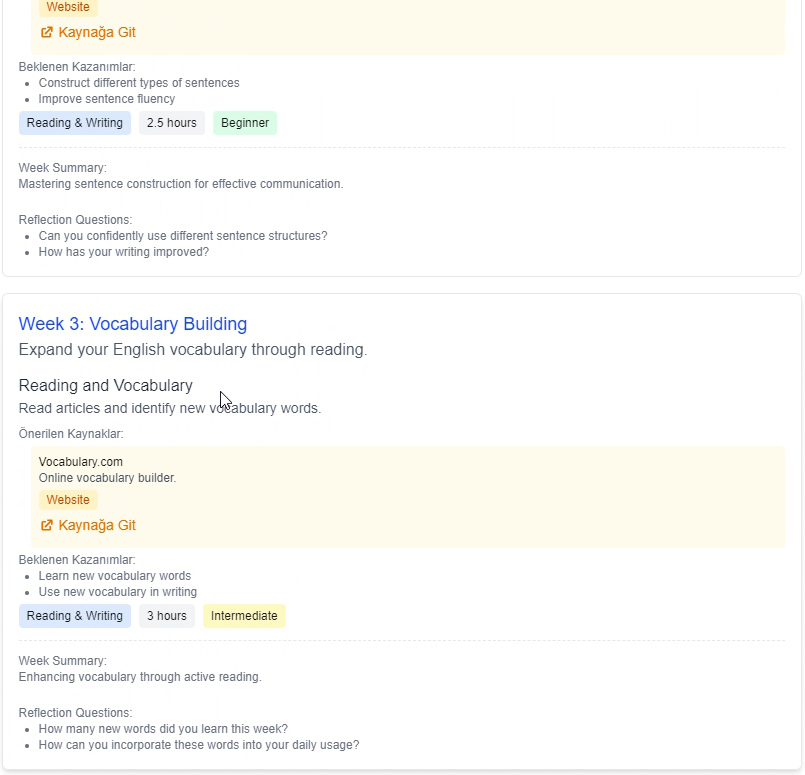 Website
Kaynağa Git
Beklenen Kazanımlar:
Construct different types of sentences
Improve sentence fluency
Reading & Writing 2.5 hours Beginner
Week Summary:
Mastering sentence construction for effective communication.
Reflection Questions:
Can you confidently use different sentence structures?
How has your writing improved?
Week 3: Vocabulary Building
Expand your English vocabulary through reading.
Reading and Vocabulary
Read articles and identify new vocabulary words.
Önerilen Kaynaklar:
Vocabulary.com
Online vocabulary builder.
Website
Kaynağa Git
Beklenen Kazanımlar:
Learn new vocabulary words
Use new vocabulary in writing
Reading & Writing 3 hours Intermediate
Week Summary:
Enhancing vocabulary through active reading.
Reflection Questions:
How many new words did you learn this week?
How can you incorporate these words into your daily usage?